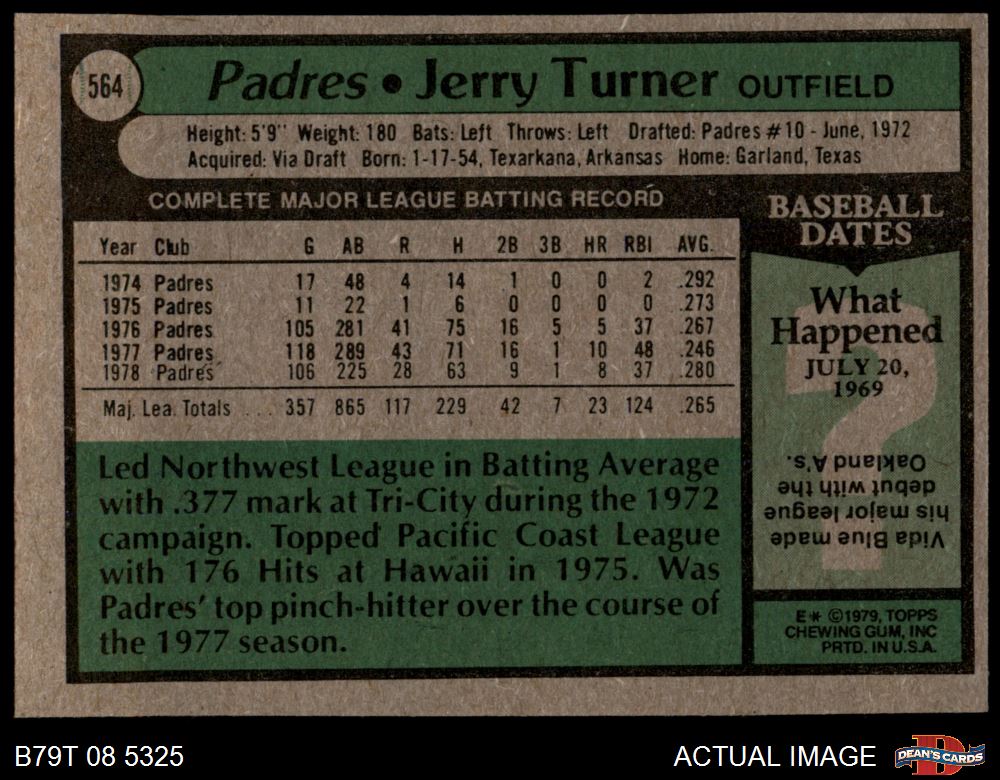 564
Padres • Jerry Turner OUTFIELD
Height: 5'9" Weight: 180 Bats: Left Throws: Left Drafted: Padres #10 - June, 1972
Acquired: Via Draft Born: 1-17-54, Texarkana, Arkansas Home: Garland, Texas
COMPLETE MAJOR LEAGUE BATTING RECORD
Year Club G AB R H 2B 3B HR RBI AVG.
1974 Padres 17 48 4 14 1 0 0 2 .292
1975 Padres 11 22 1 6 0 0 0 0 .273
1976 Padres 105 281 41 75 16 5 5 37 .267
1977 Padres 118 289 43 71 16 1 10 48 .246
1978 Padres 106 225 28 63 9 1 8 37 .280
Maj. Lea. Totals ... 357 865 117 229 42 7 23 124 .265
Led Northwest League in Batting Average
with .377 mark at Tri-City during the 1972
campaign. Topped Pacific Coast League
with 176 Hits at Hawaii in 1975. Was
Padres' top pinch-hitter over the course of
the 1977 season.
BASEBALL
DATES
What
Happened
JULY 20,
1969
?
Vida Blue made
his major league
debut with the
Oakland A's.
E* ©1979, TOPPS
CHEWING GUM, INC
PRTD. IN U.S.A.
B79T 08 5325
ACTUAL IMAGE
D
DEAN'S CARDS